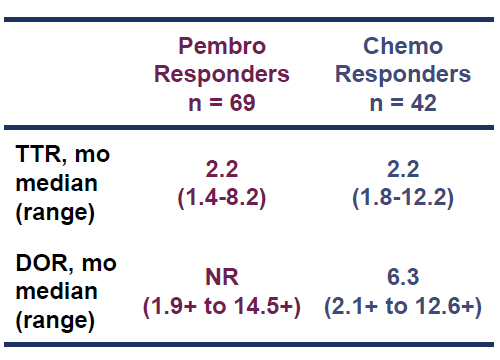 Pembro Responders n = 69
Chemo Responders n = 42
TTR, mo median (range)
2.2 (1.4-8.2)
2.2 (1.8-12.2)
DOR, mo median (range)
NR (1.9+ to 14.5+)
6.3 (2.1+ to 12.6+)